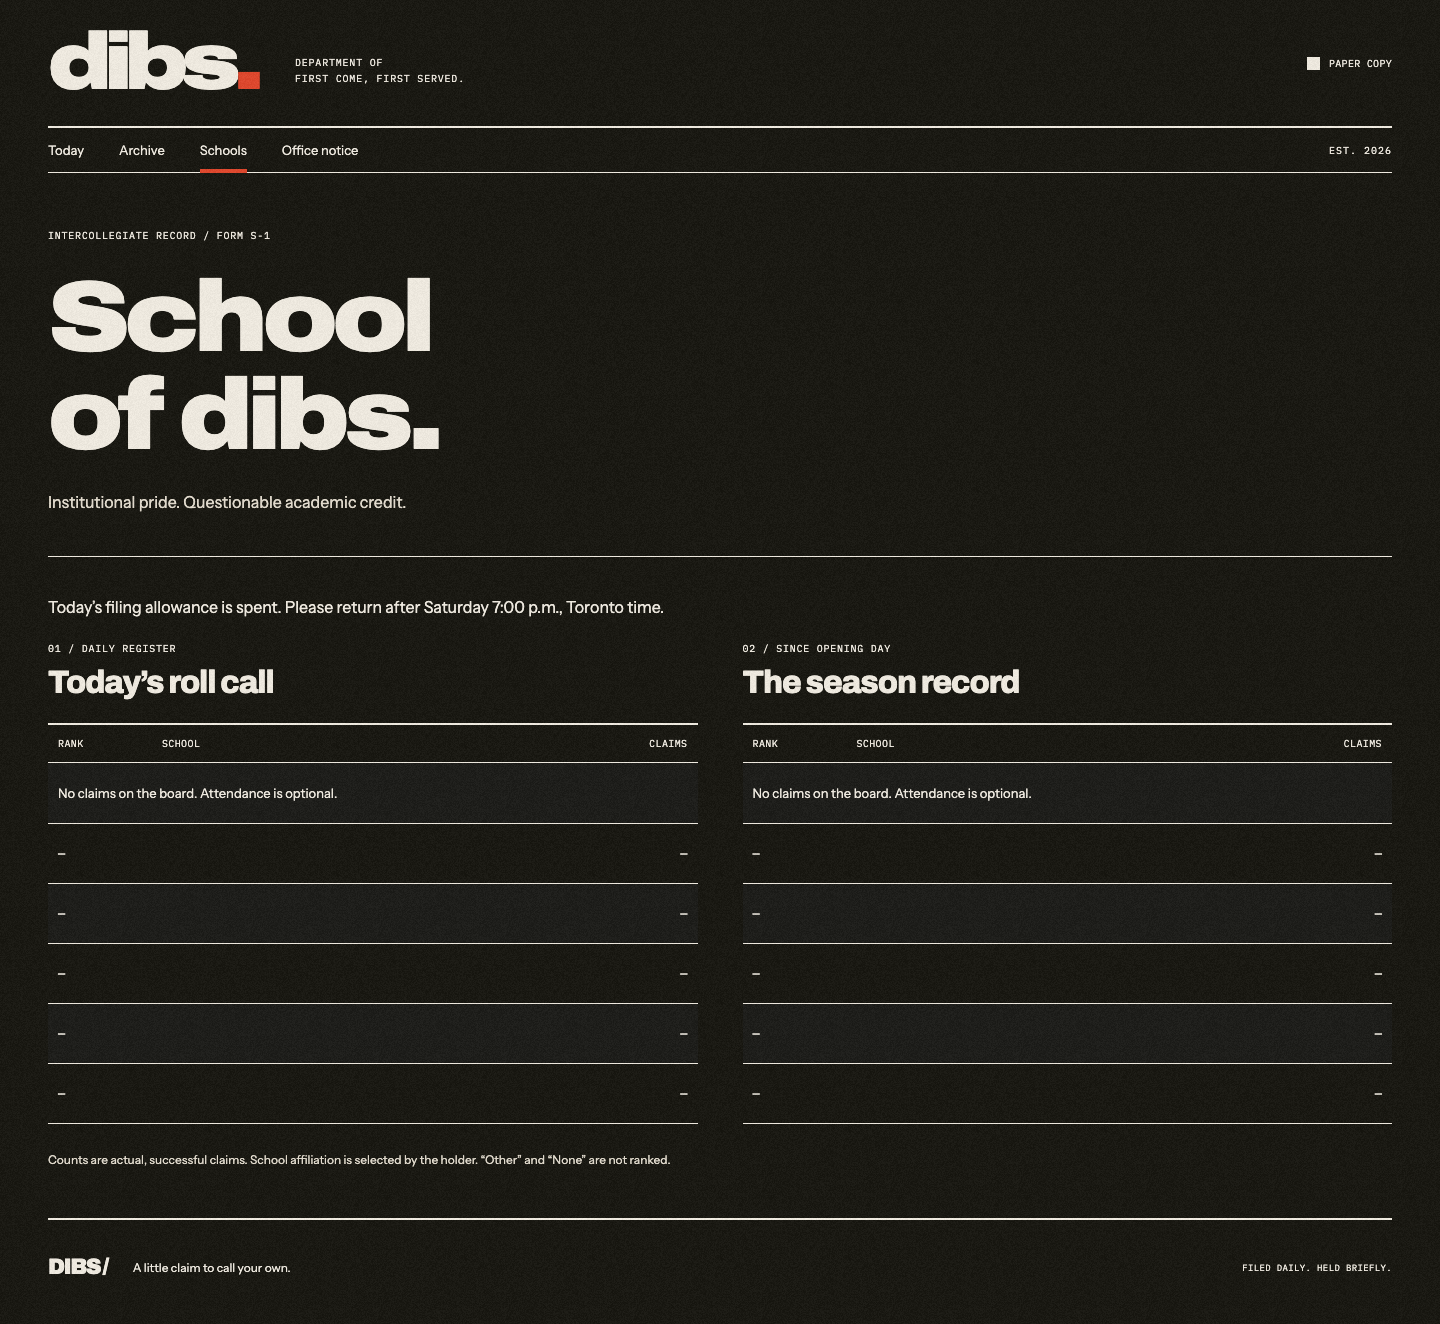 dibs.
DEPARTMENT OF
FIRST COME, FIRST SERVED.
PAPER COPY
Today
Archive
Schools
Office notice
EST. 2026
INTERCOLLEGIATE RECORD / FORM S-1
School
of dibs.
Institutional pride. Questionable academic credit.
Today’s filing allowance is spent. Please return after Saturday 7:00 p.m., Toronto time.
01 / DAILY REGISTER
Today’s roll call
RANK SCHOOL CLAIMS
No claims on the board. Attendance is optional.
— —
— —
— —
— —
— —
02 / SINCE OPENING DAY
The season record
RANK SCHOOL CLAIMS
No claims on the board. Attendance is optional.
— —
— —
— —
— —
— —
Counts are actual, successful claims. School affiliation is selected by the holder. “Other” and “None” are not ranked.
DIBS/
A little claim to call your own.
FILED DAILY. HELD BRIEFLY.